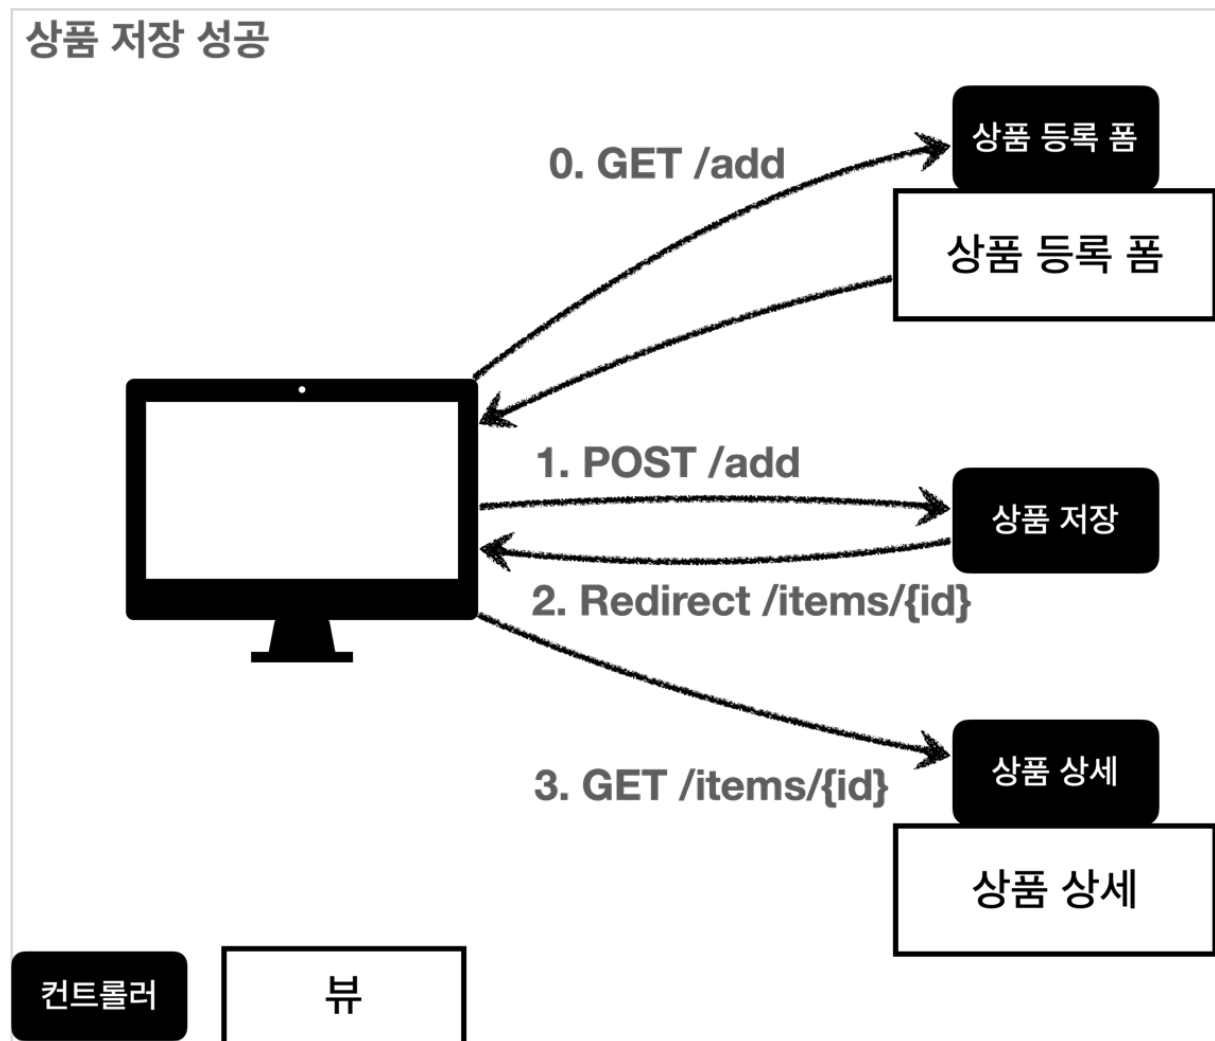 상품 저장 성공
0. GET /add
상품 등록 폼
상품 등록 폼
1. POST /add
상품 저장
2. Redirect /items/{id}
3. GET /items/{id}
상품 상세
상품 상세
컨트롤러
뷰